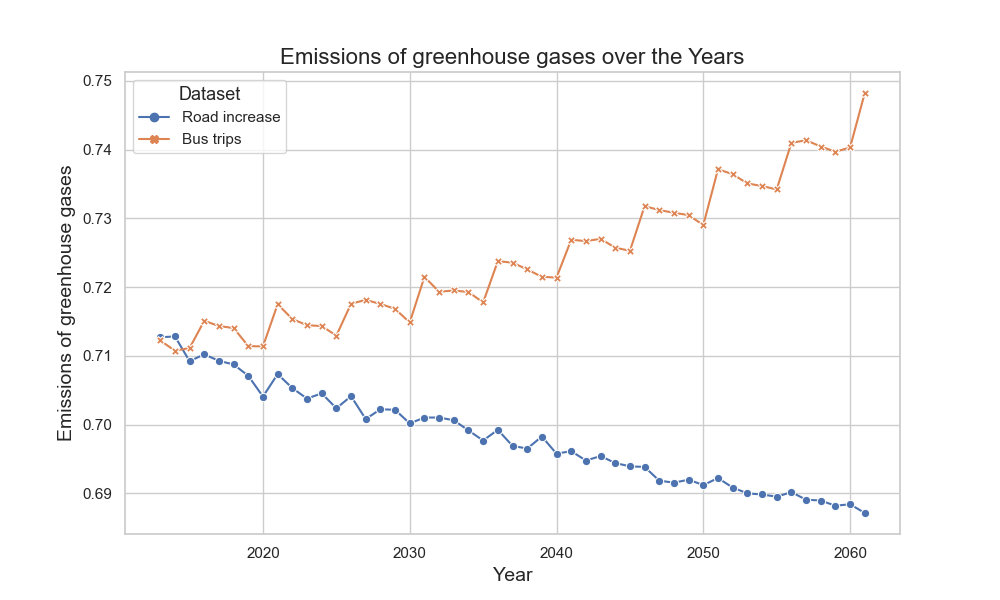 Emissions of greenhouse gases over the Years
Dataset
Road increase
Bus trips
Emissions of greenhouse gases
0.75
0.74
0.73
0.72
0.71
0.70
0.69
2020 2030 2040 2050 2060
Year